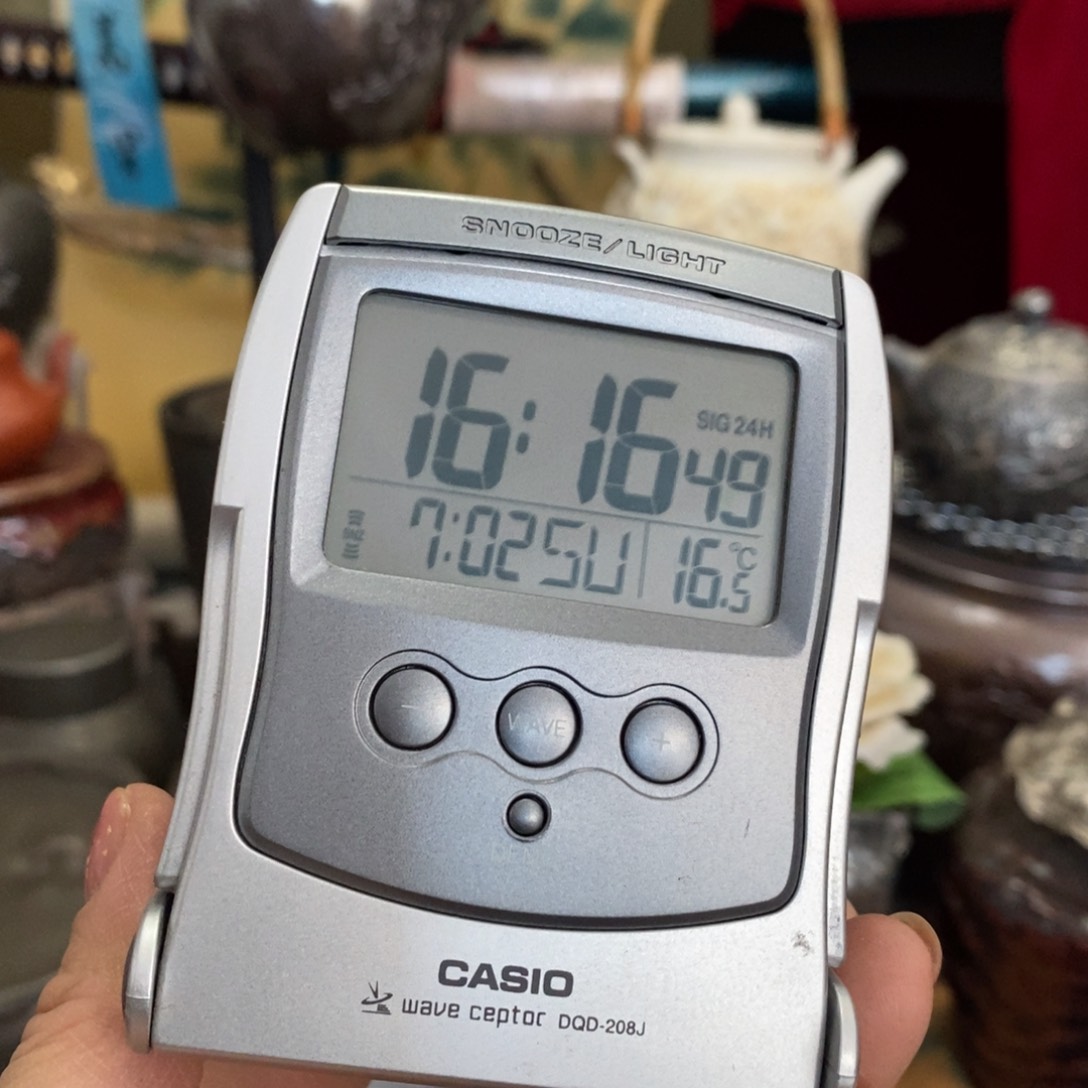 SNOOZE/LIGHT
SIG 24H
16:16 49
7:02 SU 16.5 °C
− WAVE +
CASIO
wave ceptor DQD-208J